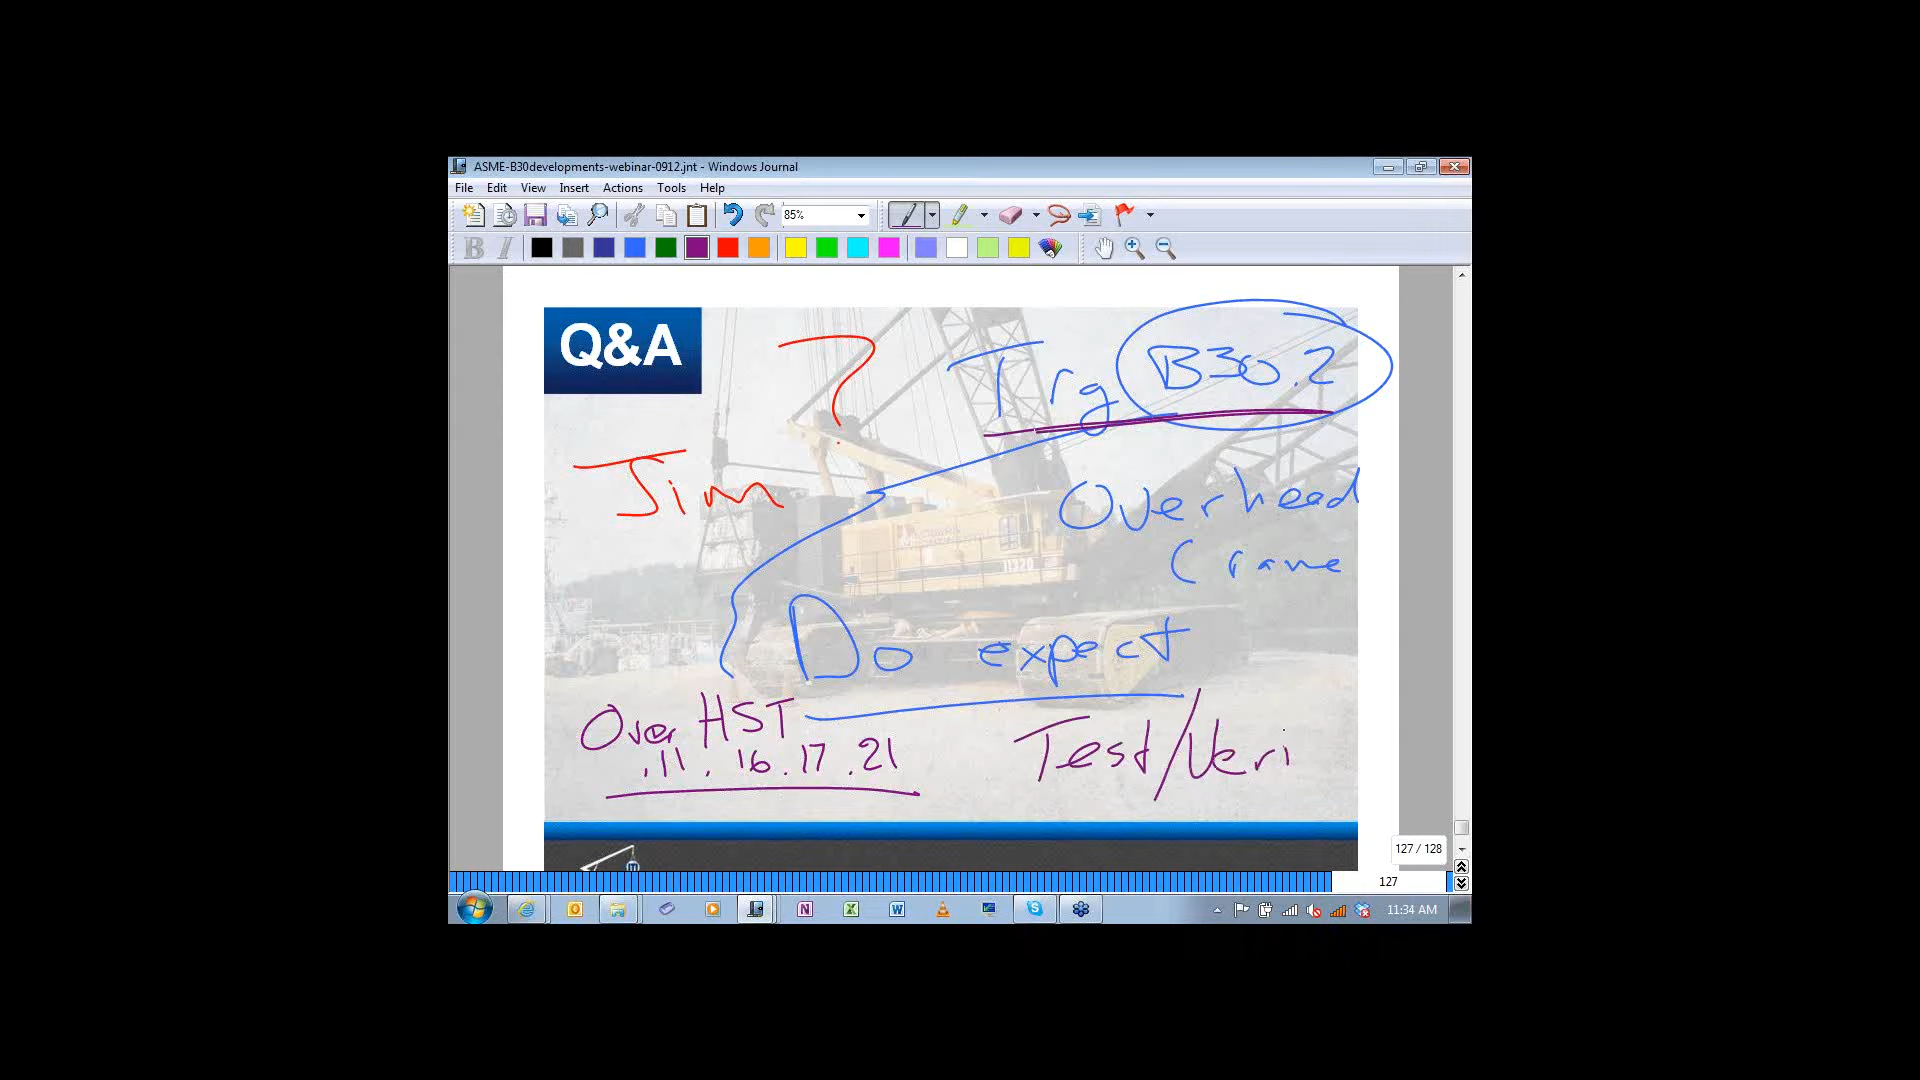 ASME-B30developments-webinar-0912.jnt - Windows Journal
File Edit View Insert Actions Tools Help
85%
B I
Q&A
?
Trg B30.2
Jim
Overhead
Crane
11320
Do expect
Over HST
.11 . 16 . 17 . 21
Test/Veri
127 / 128
127
11:34 AM